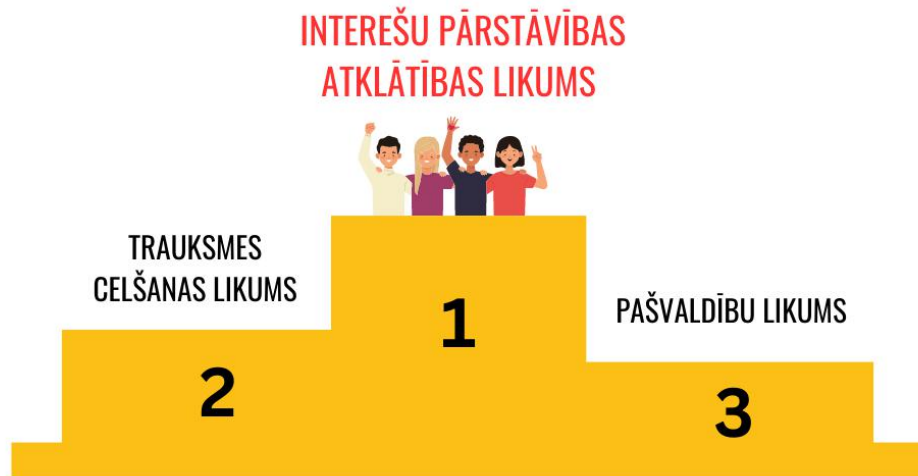 INTEREŠU PĀRSTĀVĪBAS
ATKLĀTĪBAS LIKUMS
TRAUKSMES
CELŠANAS LIKUMS
PAŠVALDĪBU LIKUMS
1
2
3